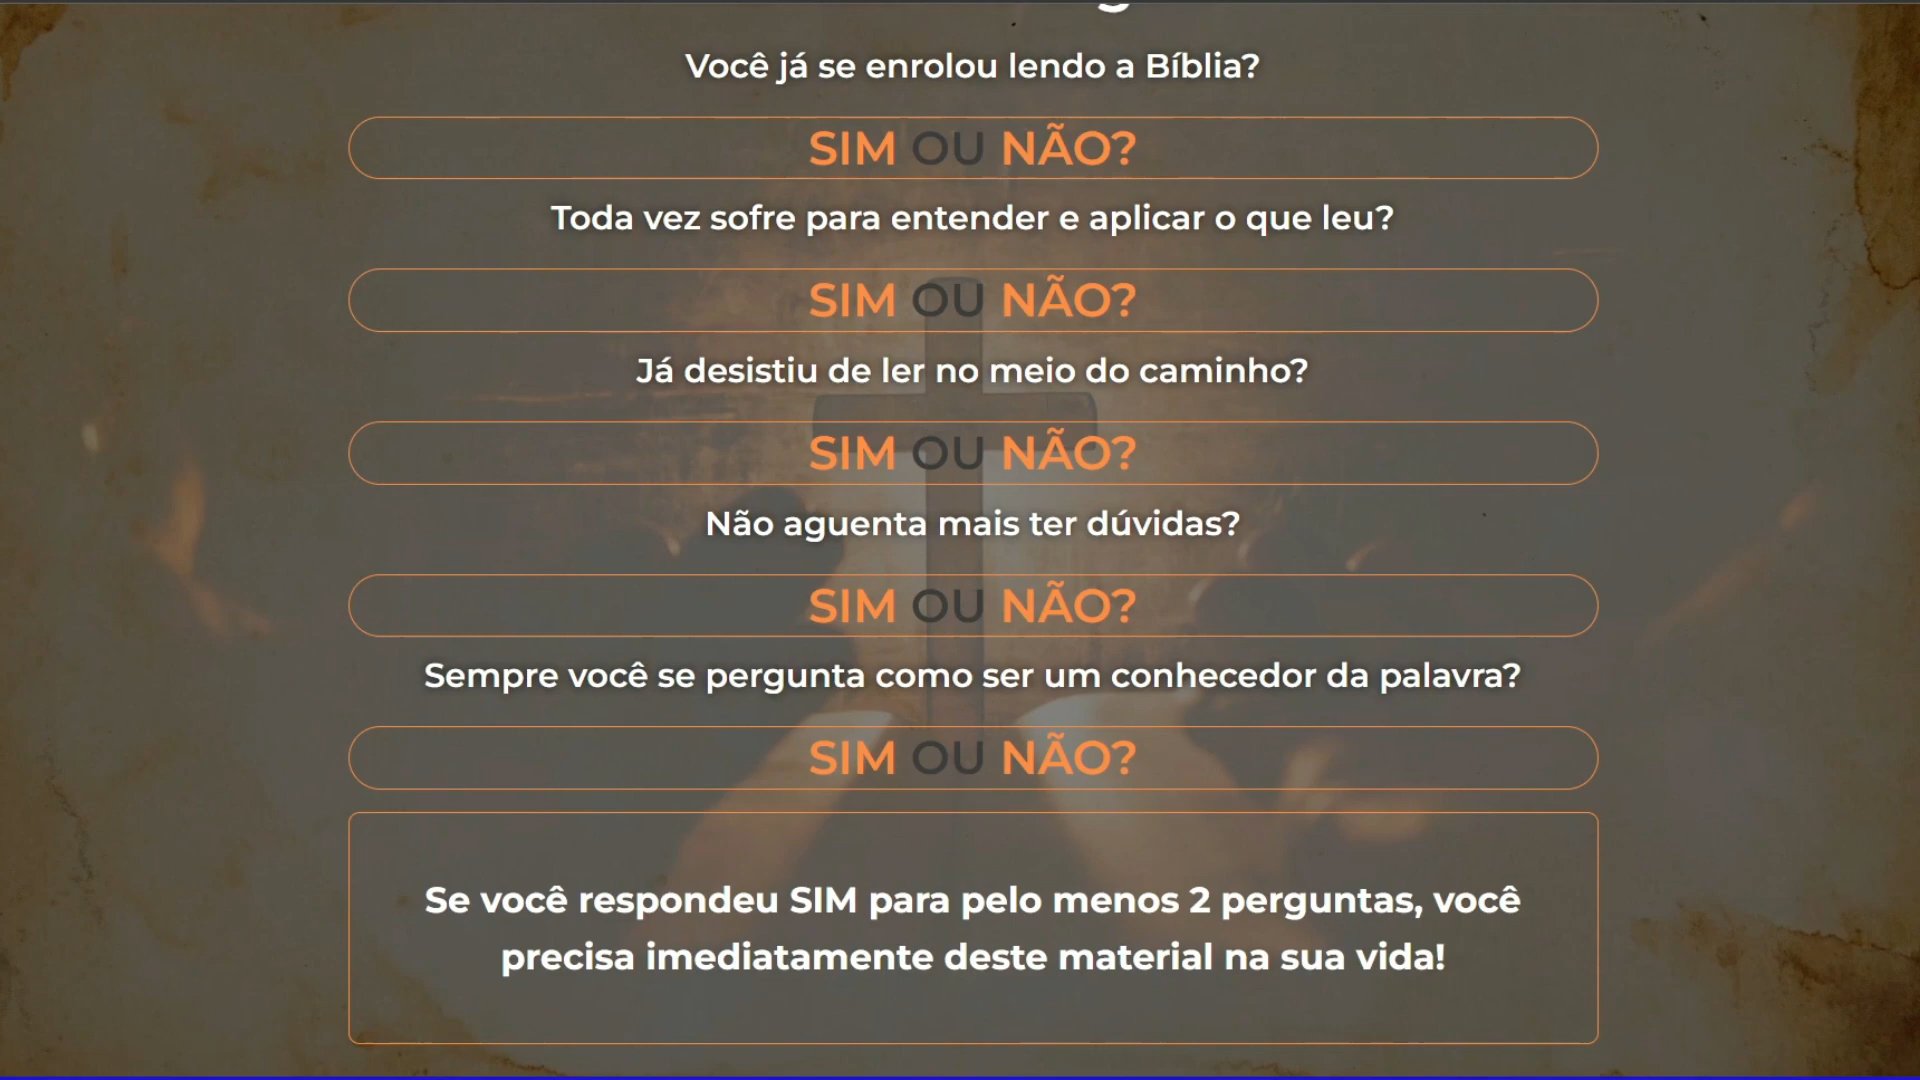 Você já se enrolou lendo a Bíblia?
SIM OU NÃO?
Toda vez sofre para entender e aplicar o que leu?
SIM OU NÃO?
Já desistiu de ler no meio do caminho?
SIM OU NÃO?
Não aguenta mais ter dúvidas?
SIM OU NÃO?
Sempre você se pergunta como ser um conhecedor da palavra?
SIM OU NÃO?
Se você respondeu SIM para pelo menos 2 perguntas, você
precisa imediatamente deste material na sua vida!